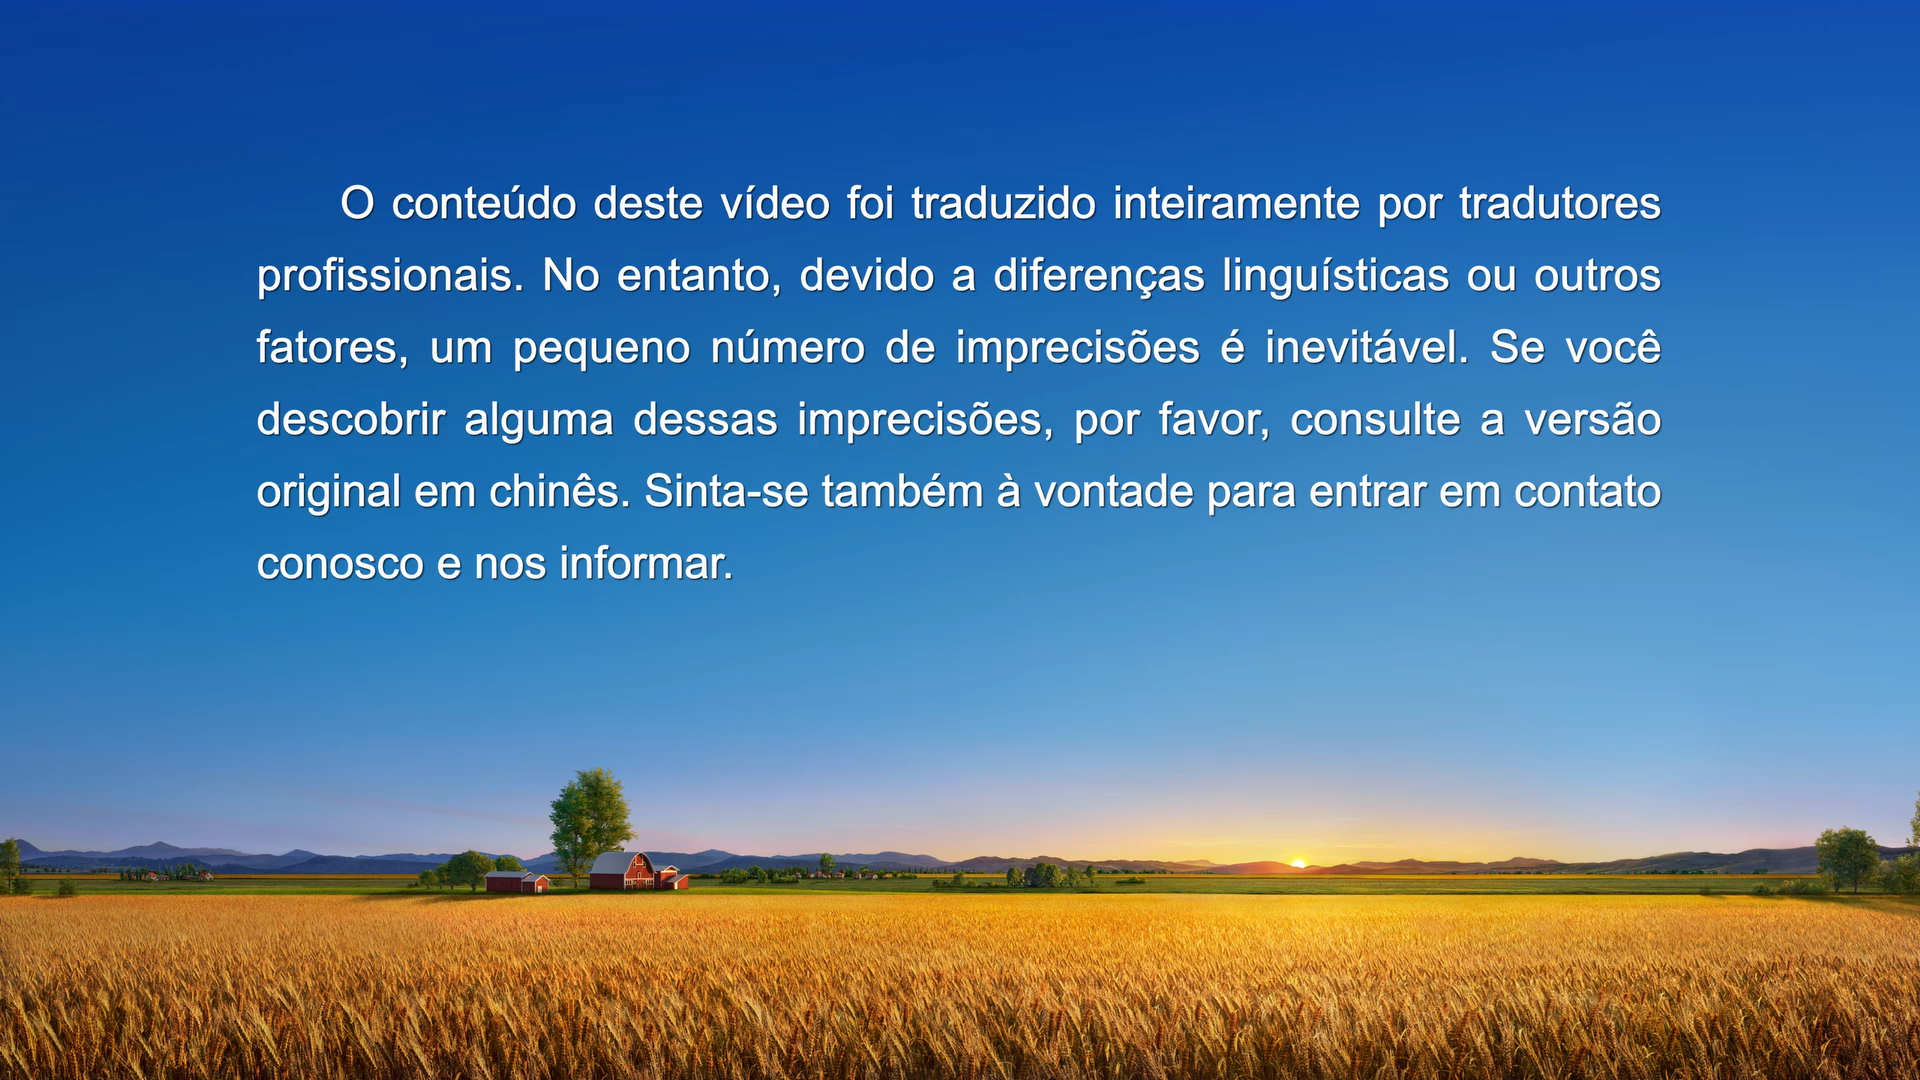 O conteúdo deste vídeo foi traduzido inteiramente por tradutores
profissionais. No entanto, devido a diferenças linguísticas ou outros
fatores, um pequeno número de imprecisões é inevitável. Se você
descobrir alguma dessas imprecisões, por favor, consulte a versão
original em chinês. Sinta-se também à vontade para entrar em contato
conosco e nos informar.